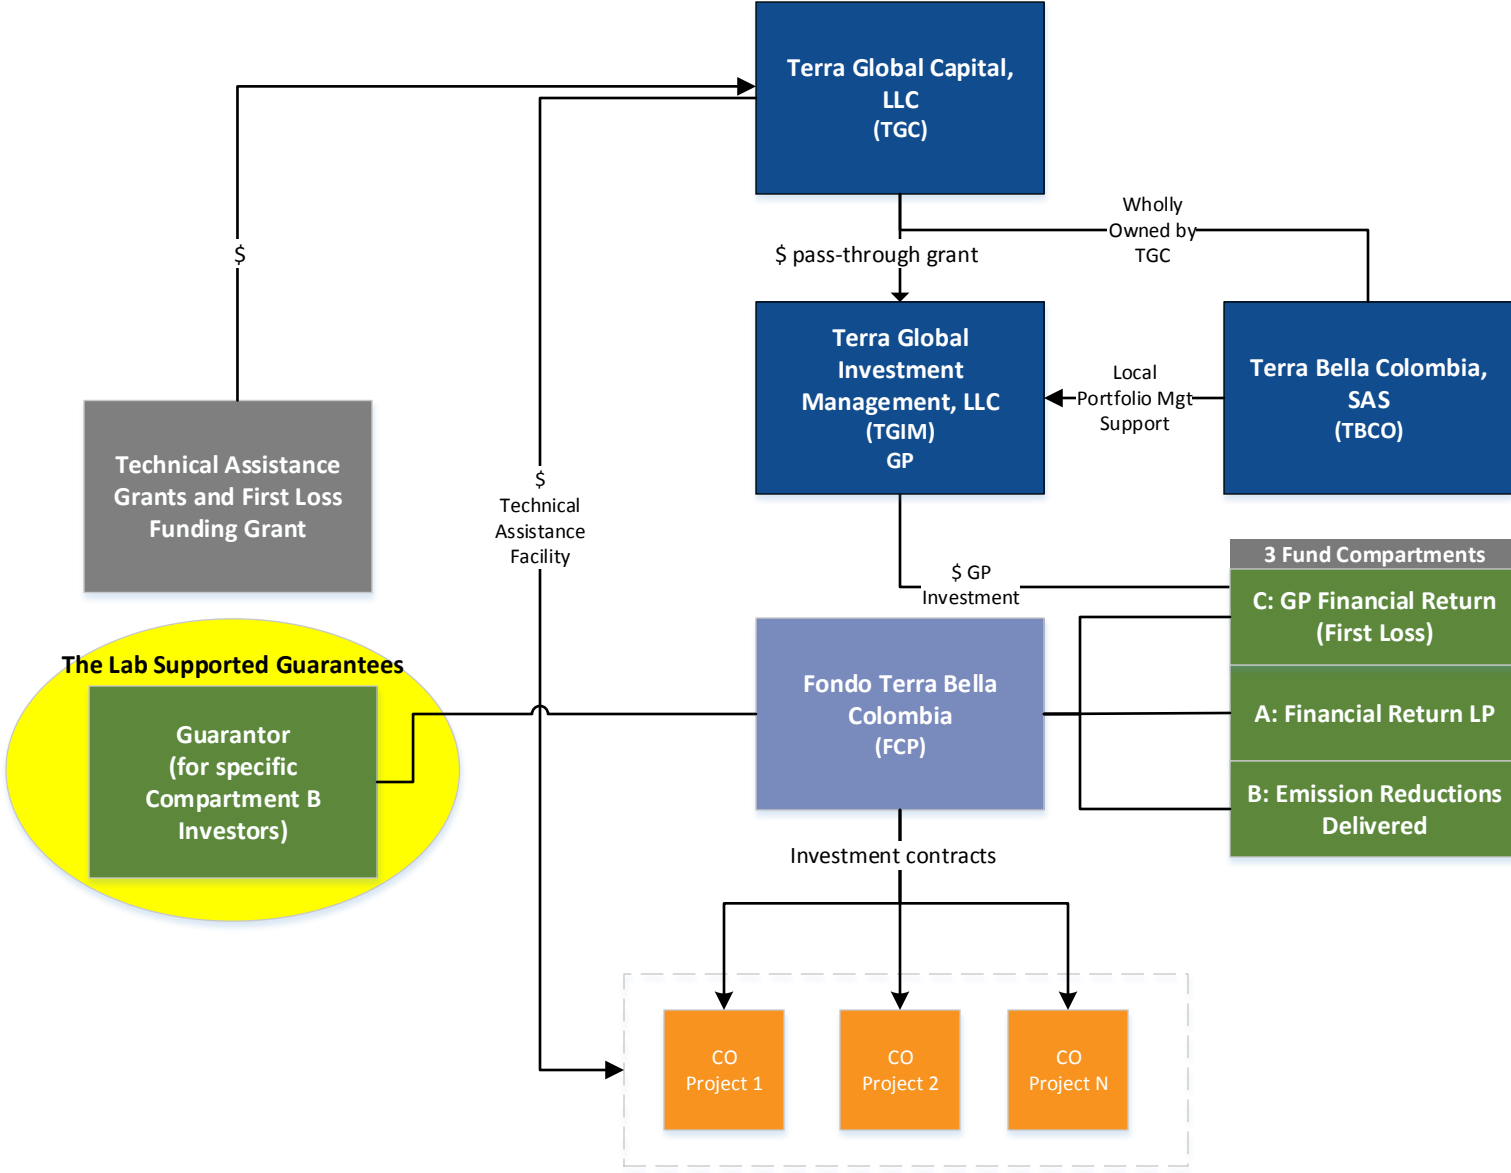 Terra Global Capital,
LLC
(TGC)
Wholly
Owned by
TGC
$
$ pass-through grant
Terra Global
Investment
Management, LLC
(TGIM)
GP
Local
Portfolio Mgt
Support
Terra Bella Colombia,
SAS
(TBCO)
Technical Assistance
Grants and First Loss
Funding Grant
$
Technical
Assistance
Facility
$ GP
Investment
3 Fund Compartments
C: GP Financial Return
(First Loss)
A: Financial Return LP
B: Emission Reductions
Delivered
The Lab Supported Guarantees
Guarantor
(for specific
Compartment B
Investors)
Fondo Terra Bella
Colombia
(FCP)
Investment contracts
CO
Project 1
CO
Project 2
CO
Project N